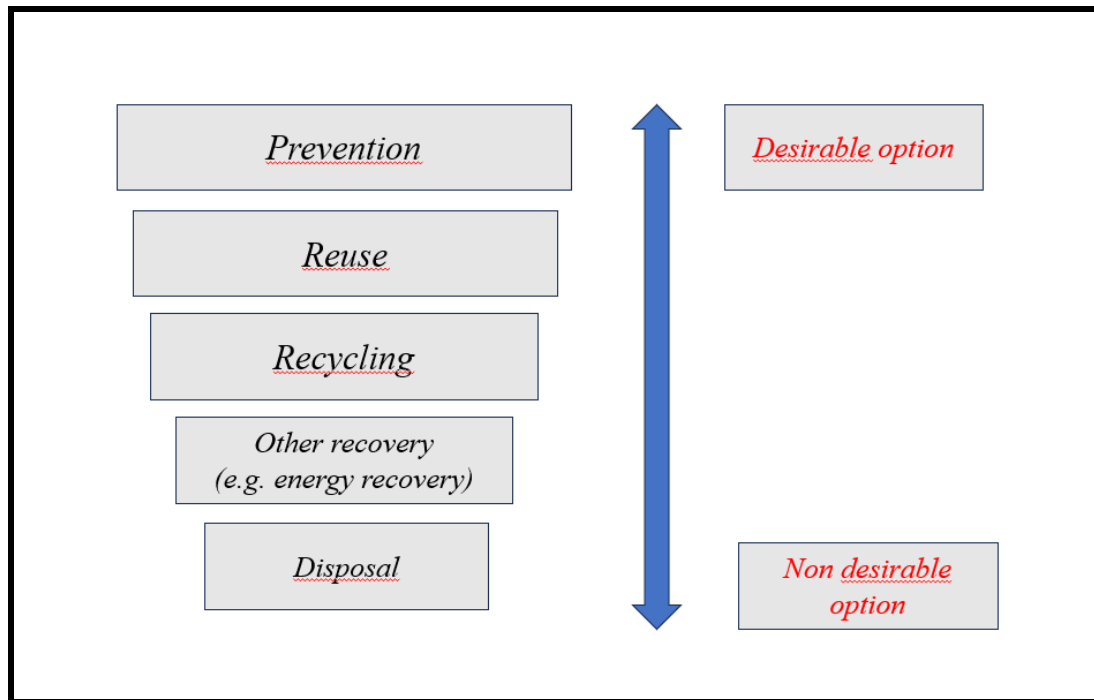 Prevention
Desirable option
Reuse
Recycling
Other recovery
(e.g. energy recovery)
Disposal
Non desirable
option